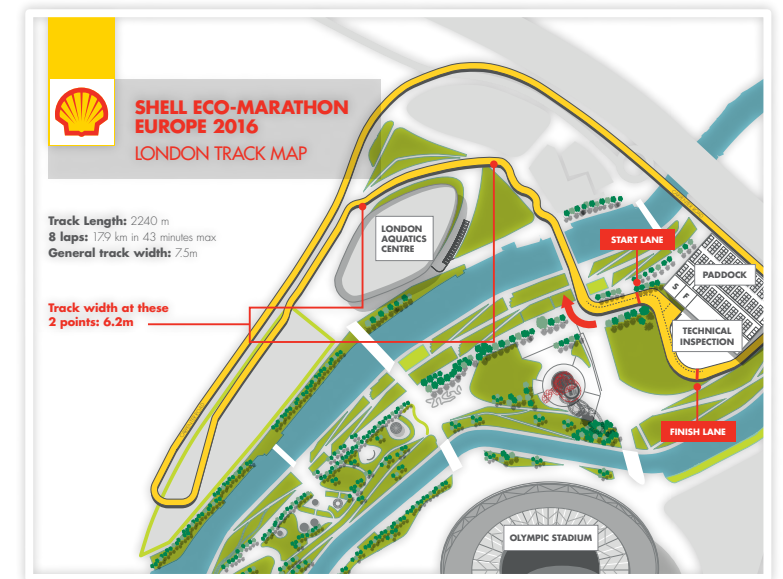 SHELL ECO-MARATHON
EUROPE 2016
LONDON TRACK MAP
Track Length: 2240 m
8 laps: 17.9 km in 43 minutes max
General track width: 7.5m
LONDON
AQUATICS
CENTRE
START LANE
PADDOCK
S F
Track width at these
2 points: 6.2m
TECHNICAL
INSPECTION
FINISH LANE
OLYMPIC STADIUM